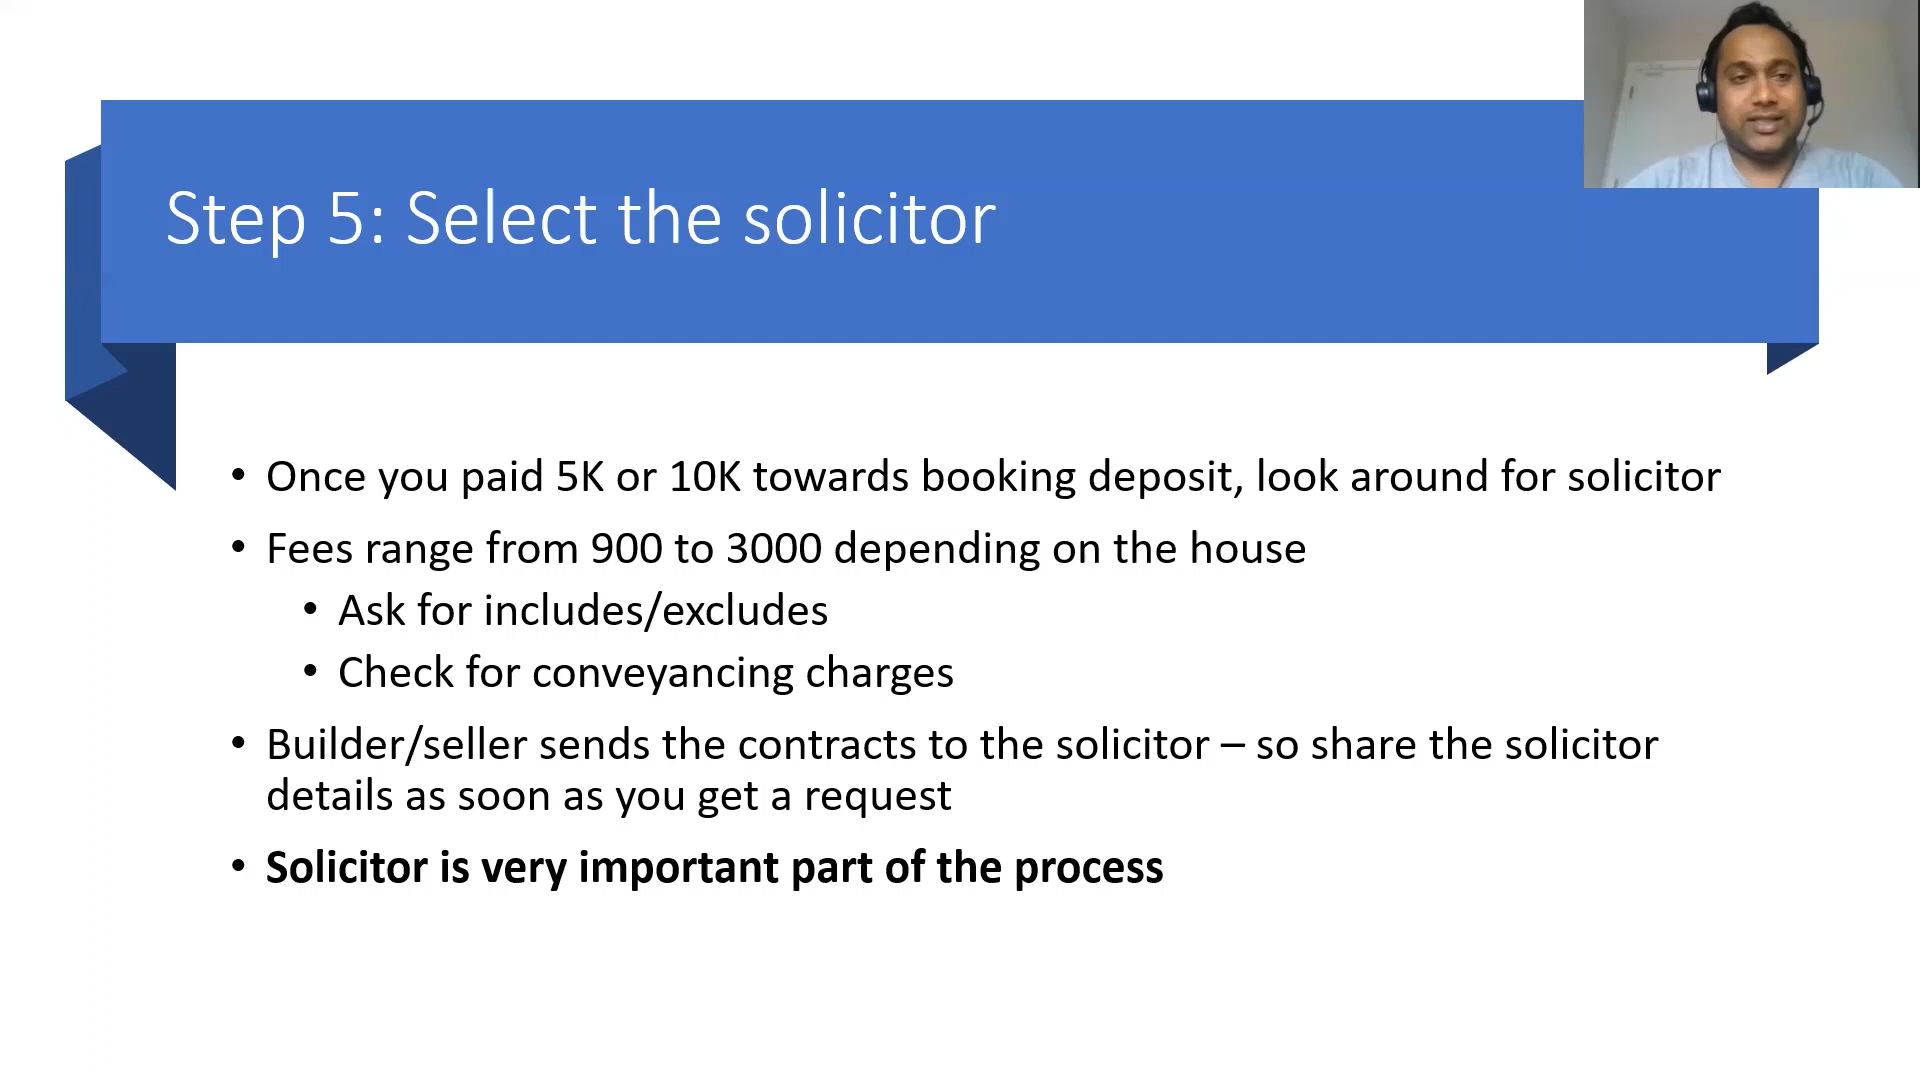 Step 5: Select the solicitor
• Once you paid 5K or 10K towards booking deposit, look around for solicitor
• Fees range from 900 to 3000 depending on the house
• Ask for includes/excludes
• Check for conveyancing charges
• Builder/seller sends the contracts to the solicitor – so share the solicitor
details as soon as you get a request
• Solicitor is very important part of the process